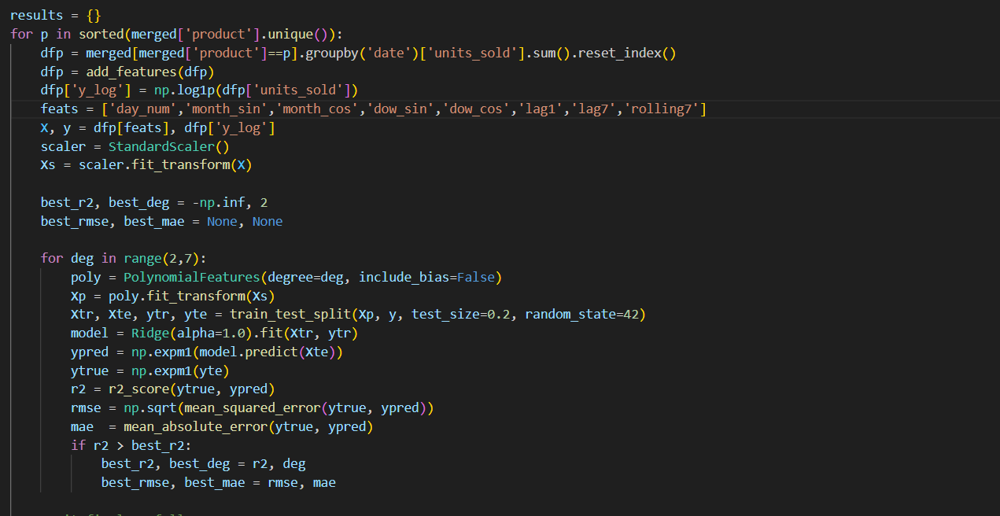 results = {}
for p in sorted(merged['product'].unique()):
    dfp = merged[merged['product']==p].groupby('date')['units_sold'].sum().reset_index()
    dfp = add_features(dfp)
    dfp['y_log'] = np.log1p(dfp['units_sold'])
    feats = ['day_num','month_sin','month_cos','dow_sin','dow_cos','lag1','lag7','rolling7']
    X, y = dfp[feats], dfp['y_log']
    scaler = StandardScaler()
    Xs = scaler.fit_transform(X)

    best_r2, best_deg = -np.inf, 2
    best_rmse, best_mae = None, None

    for deg in range(2,7):
        poly = PolynomialFeatures(degree=deg, include_bias=False)
        Xp = poly.fit_transform(Xs)
        Xtr, Xte, ytr, yte = train_test_split(Xp, y, test_size=0.2, random_state=42)
        model = Ridge(alpha=1.0).fit(Xtr, ytr)
        ypred = np.expm1(model.predict(Xte))
        ytrue = np.expm1(yte)
        r2 = r2_score(ytrue, ypred)
        rmse = np.sqrt(mean_squared_error(ytrue, ypred))
        mae  = mean_absolute_error(ytrue, ypred)
        if r2 > best_r2:
            best_r2, best_deg = r2, deg
            best_rmse, best_mae = rmse, mae